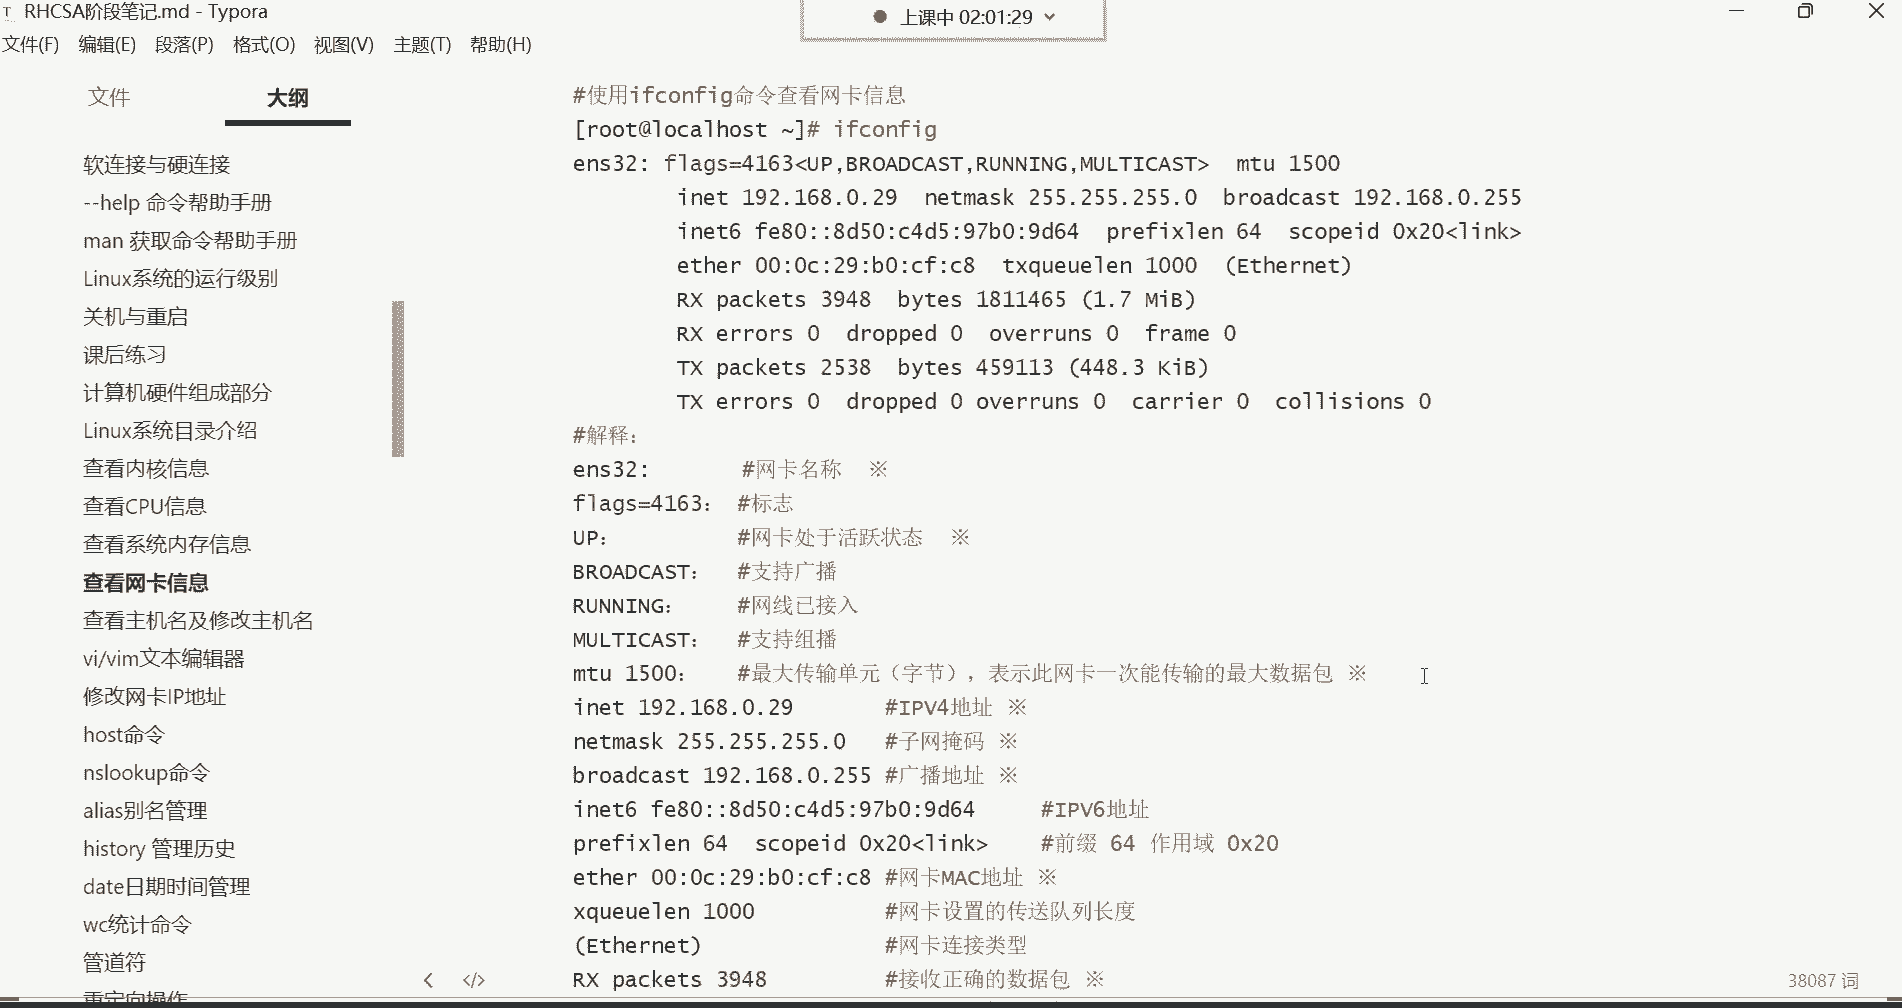 RHCSA阶段笔记.md - Typora
上课中 02:01:29
文件(F) 编辑(E) 段落(P) 格式(O) 视图(V) 主题(T) 帮助(H)
文件 大纲
软连接与硬连接
--help 命令帮助手册
man 获取命令帮助手册
Linux系统的运行级别
关机与重启
课后练习
计算机硬件组成部分
Linux系统目录介绍
查看内核信息
查看CPU信息
查看系统内存信息
查看网卡信息
查看主机名及修改主机名
vi/vim文本编辑器
修改网卡IP地址
host命令
nslookup命令
alias别名管理
history 管理历史
date日期时间管理
wc统计命令
管道符
重定向操作
#使用ifconfig命令查看网卡信息
[root@localhost ~]# ifconfig
ens32: flags=4163<UP,BROADCAST,RUNNING,MULTICAST>  mtu 1500
inet 192.168.0.29  netmask 255.255.255.0  broadcast 192.168.0.255
inet6 fe80::8d50:c4d5:97b0:9d64  prefixlen 64  scopeid 0x20<link>
ether 00:0c:29:b0:cf:c8  txqueuelen 1000  (Ethernet)
RX packets 3948  bytes 1811465 (1.7 MiB)
RX errors 0  dropped 0  overruns 0  frame 0
TX packets 2538  bytes 459113 (448.3 KiB)
TX errors 0  dropped 0 overruns 0  carrier 0  collisions 0
#解释：
ens32: #网卡名称 ※
flags=4163： #标志
UP： #网卡处于活跃状态 ※
BROADCAST： #支持广播
RUNNING： #网线已接入
MULTICAST： #支持组播
mtu 1500： #最大传输单元（字节），表示此网卡一次能传输的最大数据包 ※
inet 192.168.0.29 #IPV4地址 ※
netmask 255.255.255.0 #子网掩码 ※
broadcast 192.168.0.255 #广播地址 ※
inet6 fe80::8d50:c4d5:97b0:9d64 #IPV6地址
prefixlen 64  scopeid 0x20<link> #前缀 64 作用域 0x20
ether 00:0c:29:b0:cf:c8 #网卡MAC地址 ※
xqueuelen 1000 #网卡设置的传送队列长度
(Ethernet) #网卡连接类型
RX packets 3948 #接收正确的数据包 ※
38087 词